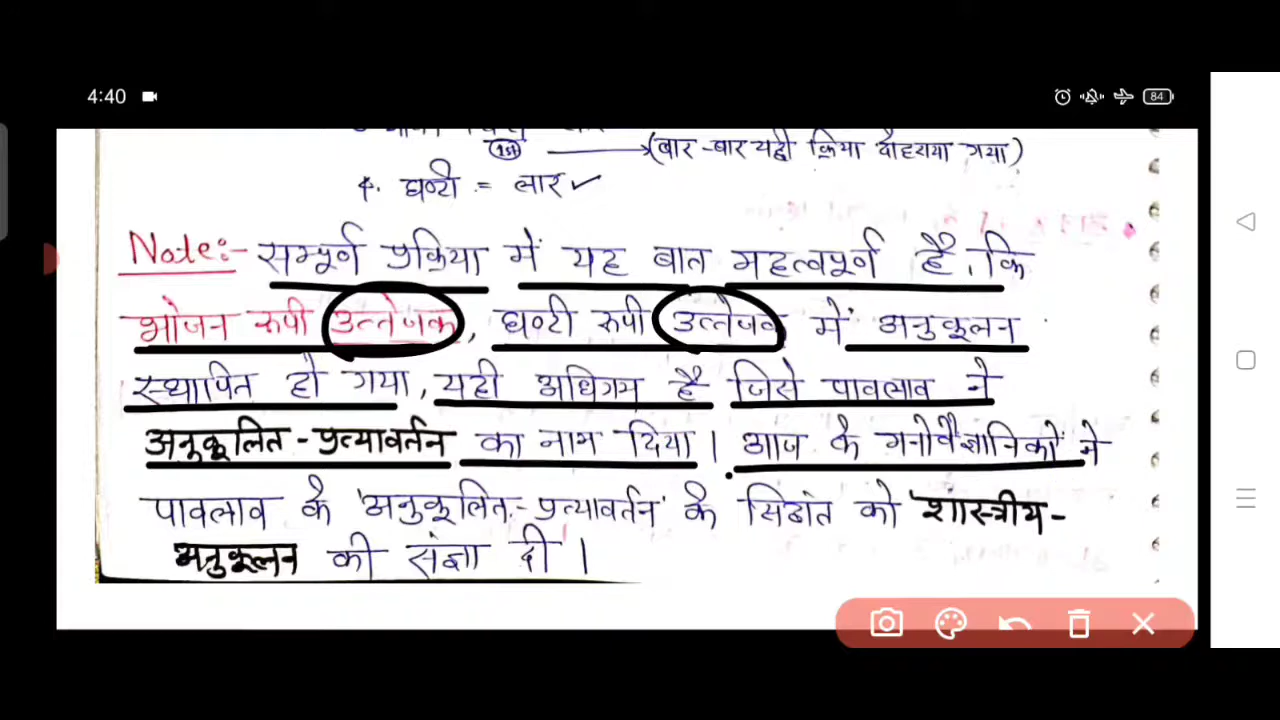 4:40
84
1st (बार-बार यही क्रिया दोहराया गया)
4. घण्टी = लार ✓
Note:- सम्पूर्ण प्रक्रिया में यह बात महत्वपूर्ण है, कि
भोजन रूपी उत्तेजक, घण्टी रूपी उत्तेजक में अनुकूलन
स्थापित हो गया, यही अधिगम है जिसे पावलाव ने
अनुकूलित-प्रत्यावर्तन का नाम दिया। आज के मनोवैज्ञानिकों ने
पावलाव के 'अनुकूलित-प्रत्यावर्तन' के सिद्धांत को 'शास्त्रीय-
अनुकूलन की संज्ञा दी।